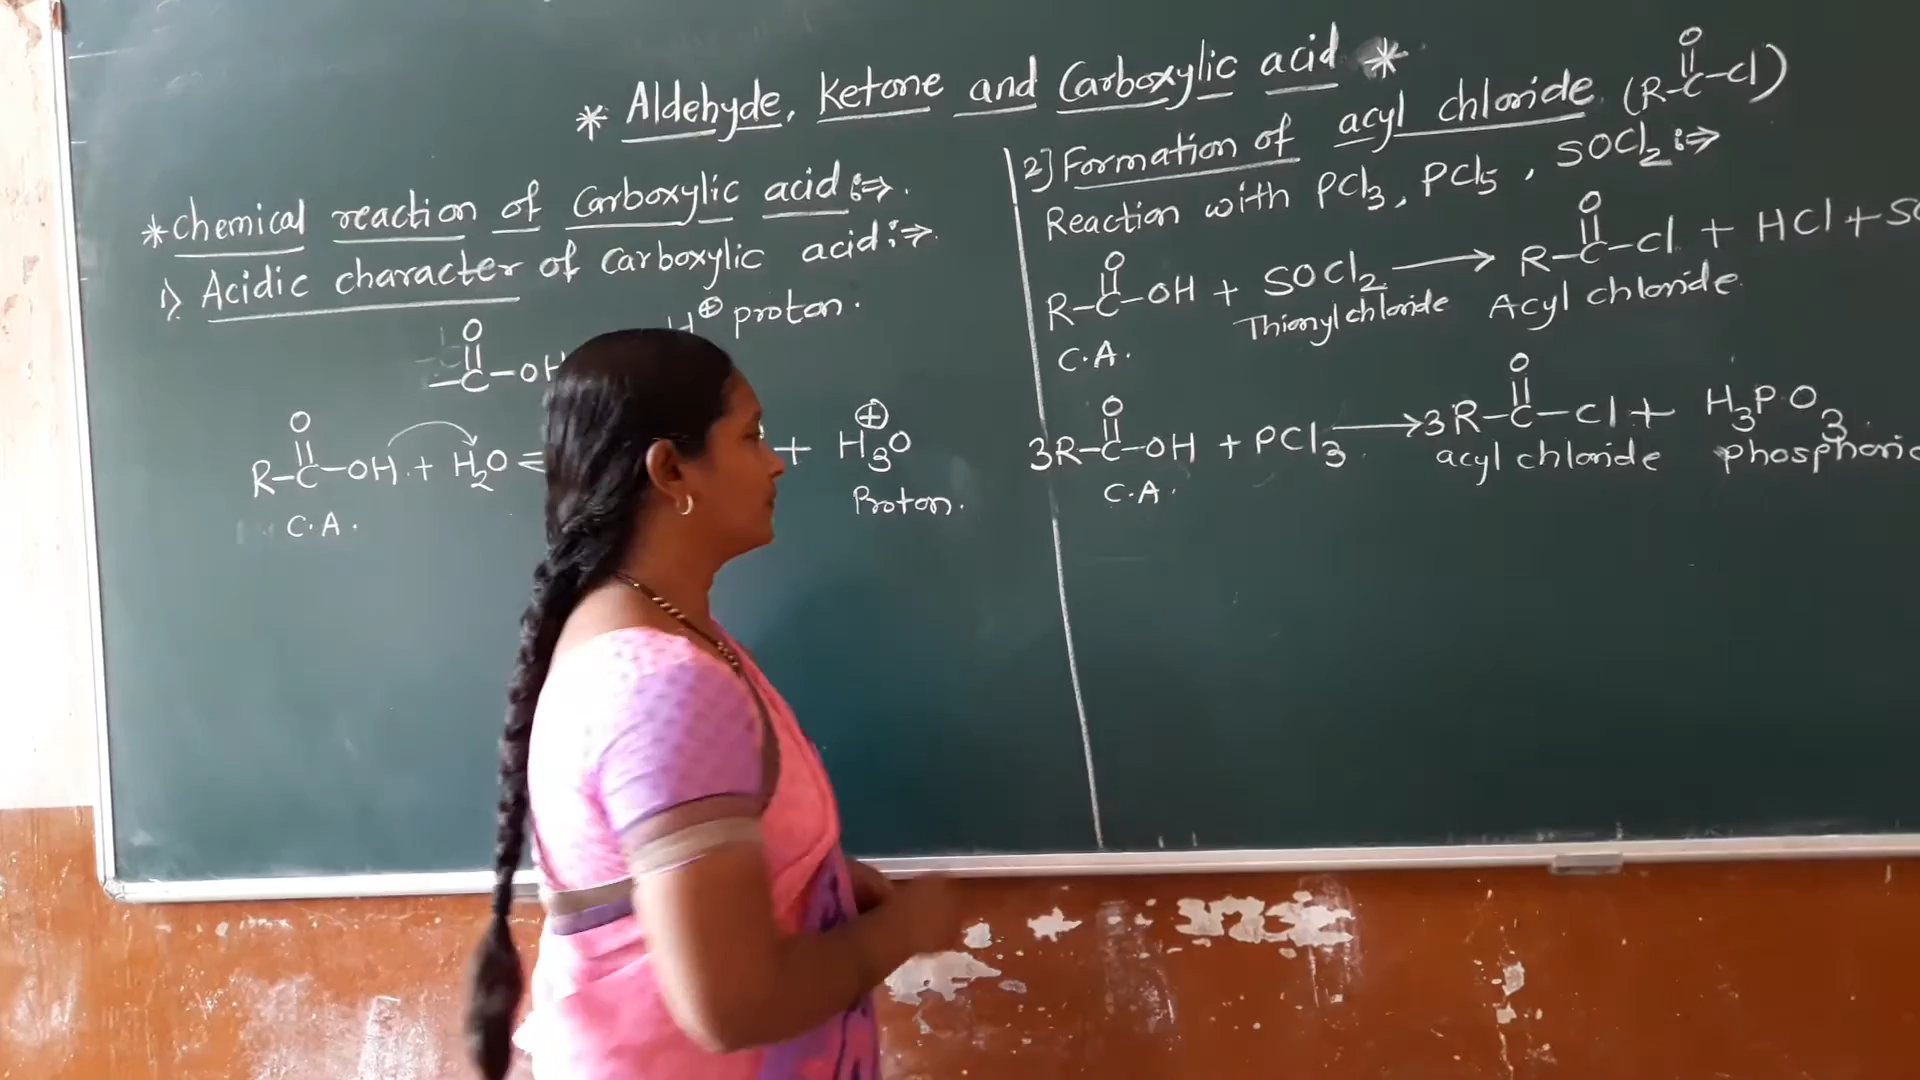 * Aldehyde, Ketone and Carboxylic acid *
* Chemical reaction of Carboxylic acid :⇒.
1) Acidic character of Carboxylic acid :⇒.
H⊕ proton.
O
||
—C—OH
O
||
R—C—OH + H2O ⇌ + H3O⊕
C.A. Proton.
2] Formation of acyl chloride (R—C—Cl)
O
||
Reaction with PCl3, PCl5, SOCl2 :⇒
O O
|| ||
R—C—OH + SOCl2 ⟶ R—C—Cl + HCl +
C.A. Thionylchloride Acyl chloride
O O
|| ||
3R—C—OH + PCl3 ⟶ 3R—C—Cl + H3PO3
C.A. acyl chloride